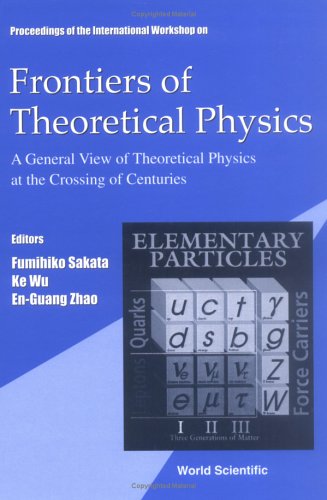 Proceedings of the International Workshop on
Frontiers of
Theoretical Physics
A General View of Theoretical Physics
at the Crossing of Centuries
Editors
Fumihiko Sakata
Ke Wu
En-Guang Zhao
ELEMENTARY
PARTICLES
Quarks
Leptons
Force Carriers
u c t γ
d s b g
νe νμ ντ Z
e μ τ W
I II III
Three Generations of Matter
World Scientific